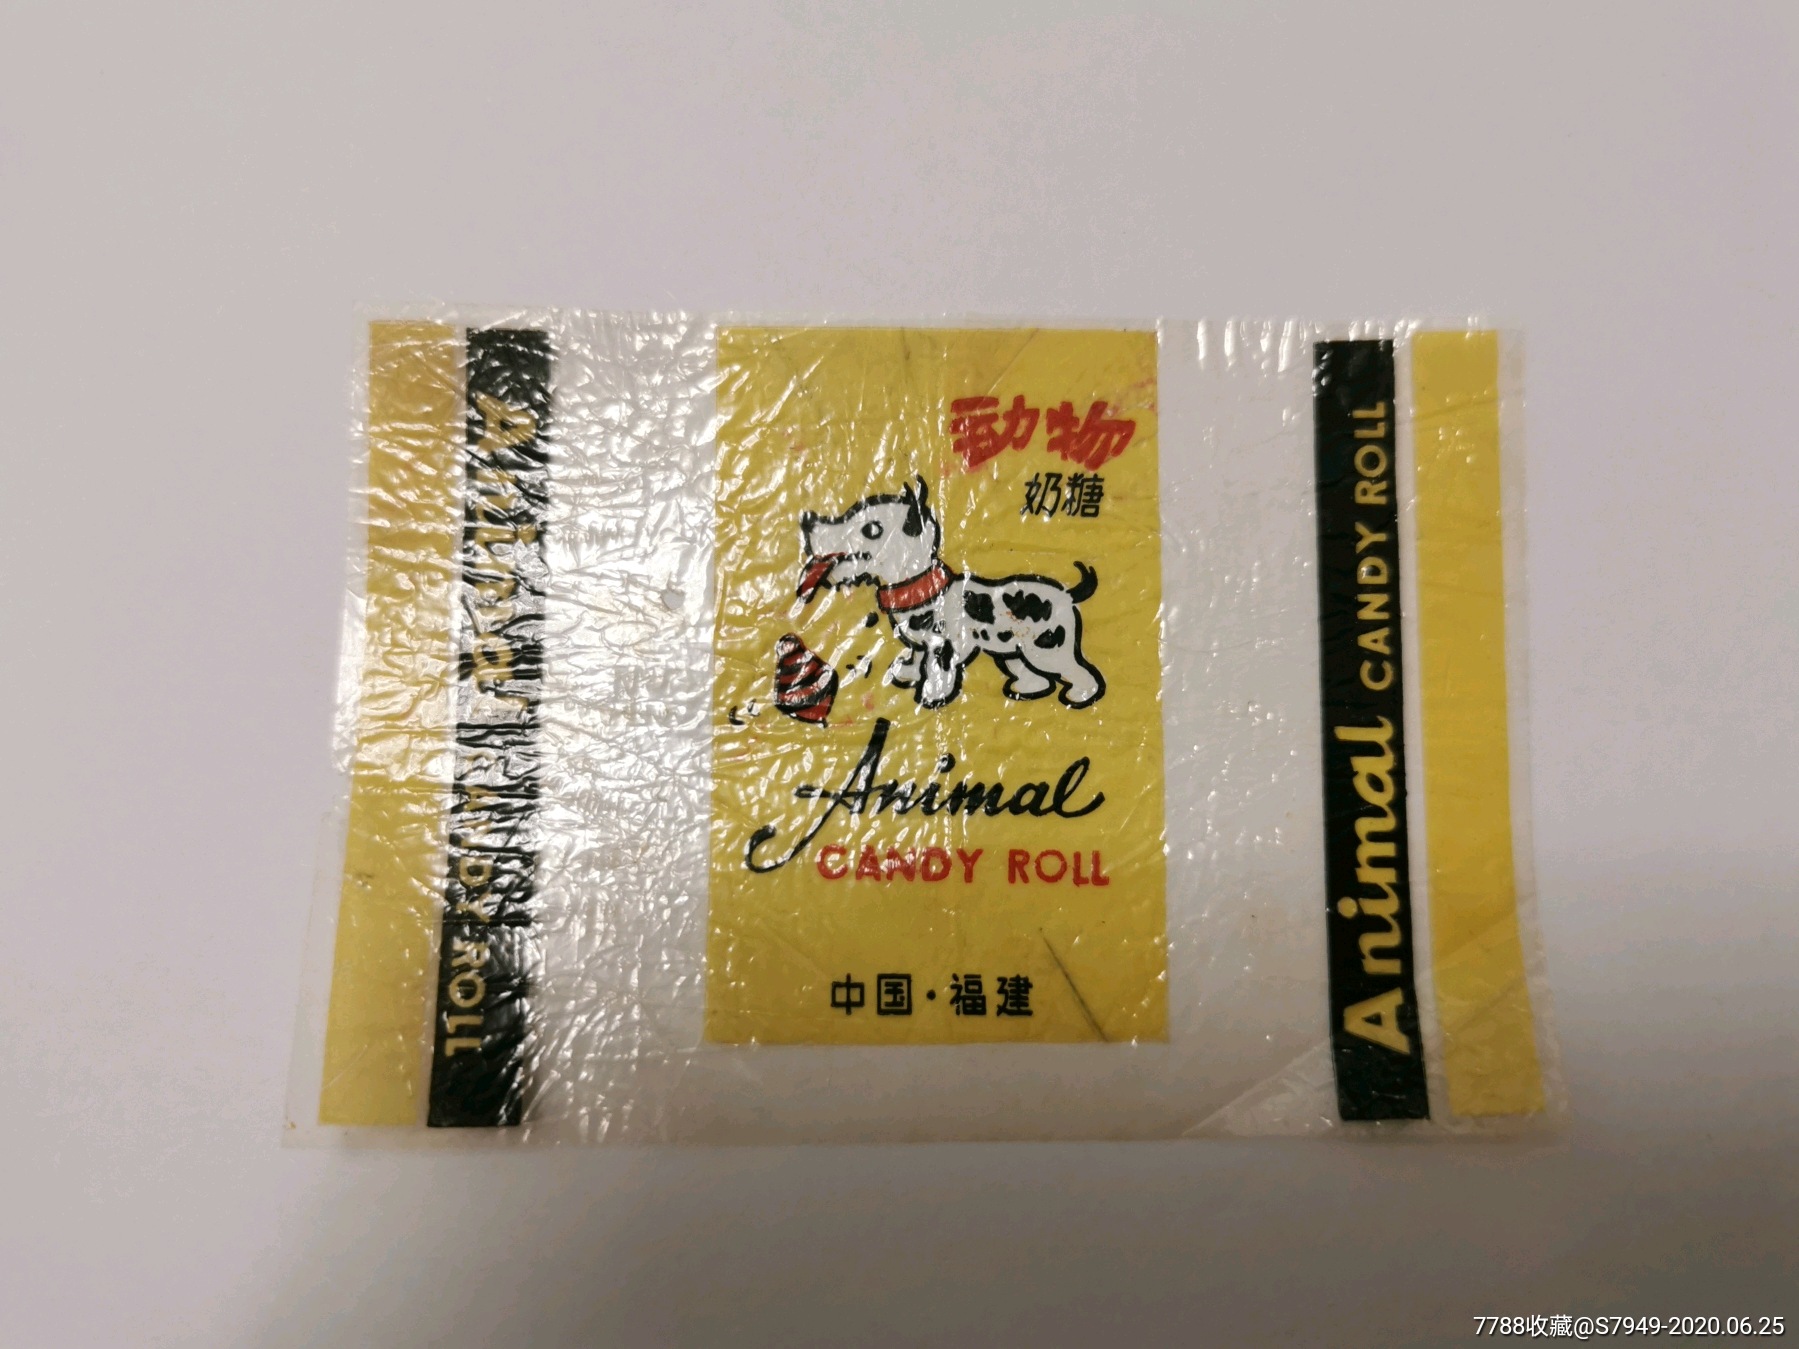 Animal CANDY ROLL
動物
奶糖
Animal
CANDY ROLL
中国·福建
Animal CANDY ROLL
7788收藏@S7949-2020.06.25